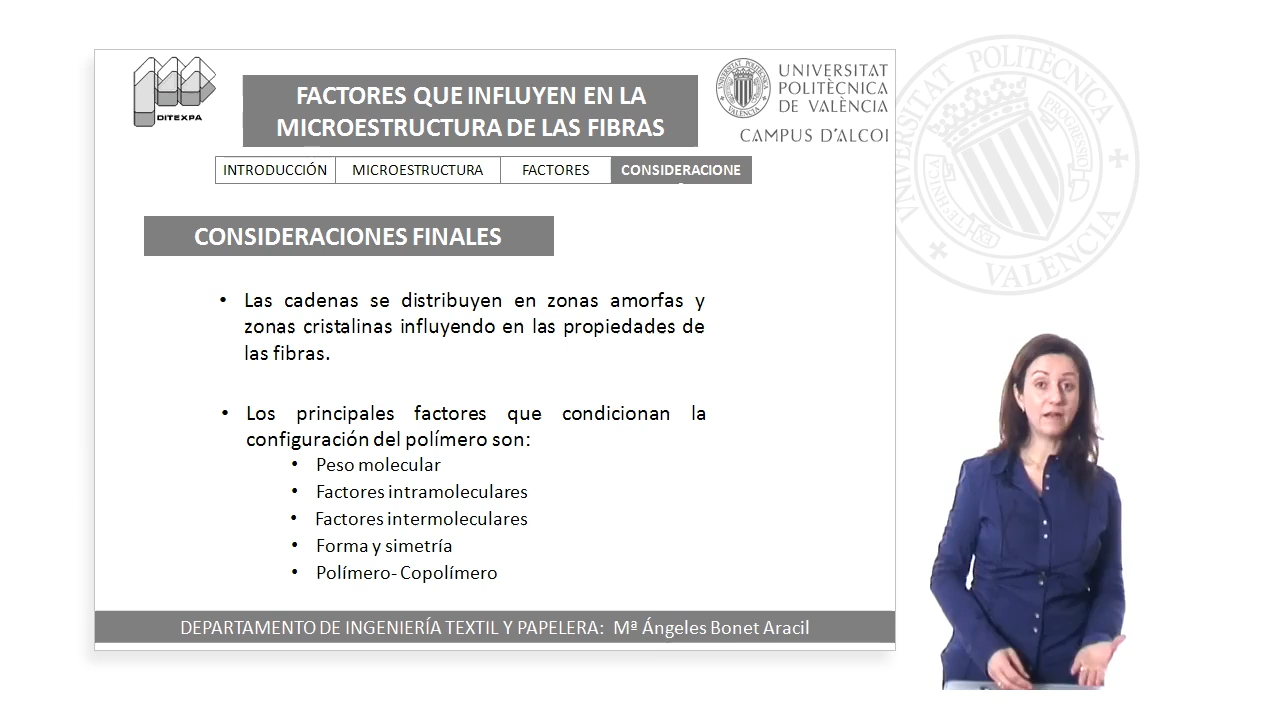 DITEXPA
FACTORES QUE INFLUYEN EN LA
MICROESTRUCTURA DE LAS FIBRAS
UNIVERSITAT
POLITÈCNICA
DE VALÈNCIA
CAMPUS D'ALCOI
INTRODUCCIÓN
MICROESTRUCTURA
FACTORES
CONSIDERACIONE
CONSIDERACIONES FINALES
• Las cadenas se distribuyen en zonas amorfas y
zonas cristalinas influyendo en las propiedades de
las fibras.
• Los principales factores que condicionan la
configuración del polímero son:
• Peso molecular
• Factores intramoleculares
• Factores intermoleculares
• Forma y simetría
• Polímero- Copolímero
DEPARTAMENTO DE INGENIERÍA TEXTIL Y PAPELERA: Mª Ángeles Bonet Aracil
POLITÈCNICA
VALÈNCIA